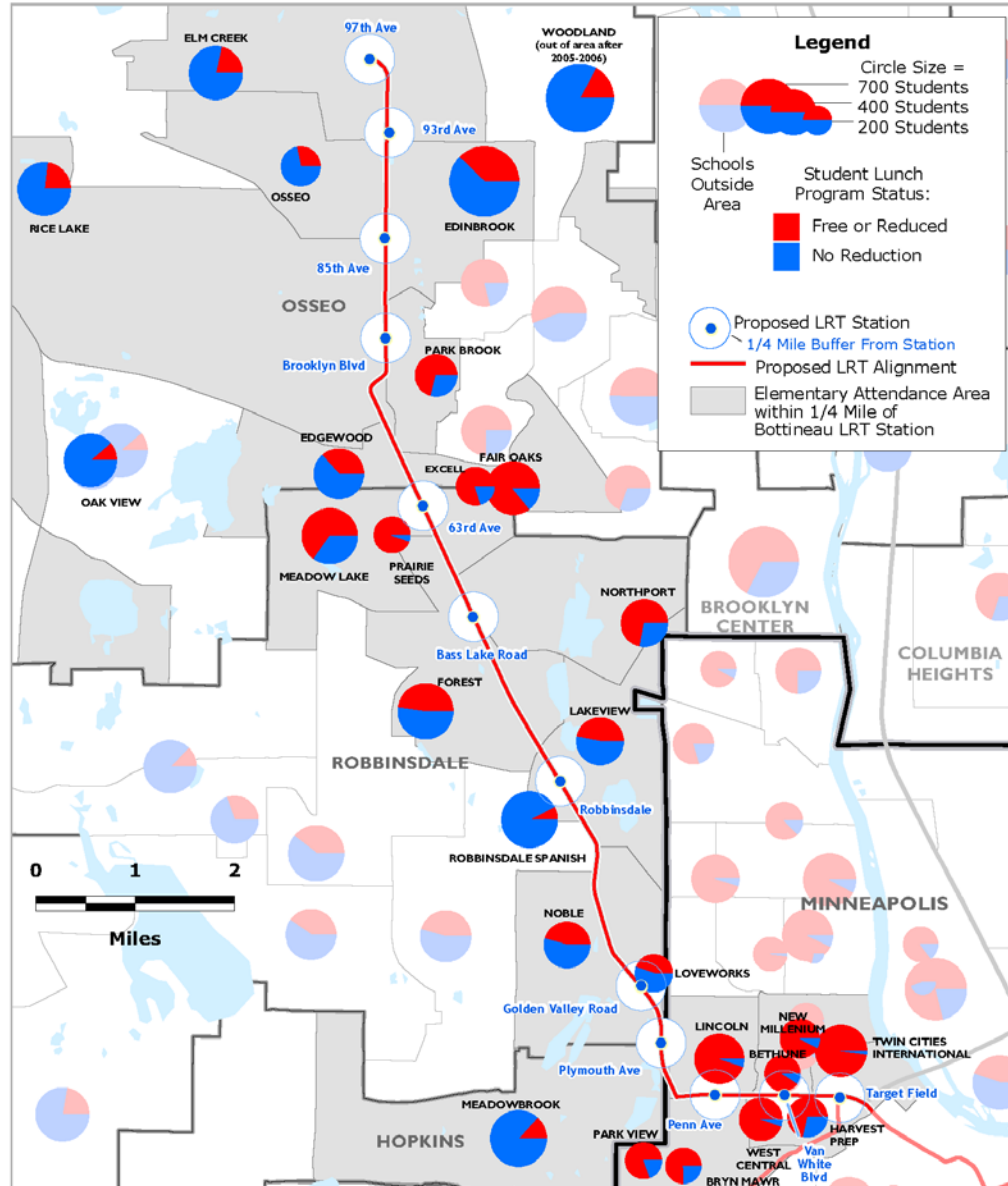 97th Ave
ELM CREEK
WOODLAND
(out of area after
2005-2006)
Legend
Circle Size =
700 Students
400 Students
200 Students
Schools
Outside
Area
Student Lunch
Program Status:
Free or Reduced
No Reduction
Proposed LRT Station
1/4 Mile Buffer From Station
Proposed LRT Alignment
Elementary Attendance Area
within 1/4 Mile of
Bottineau LRT Station
93rd Ave
OSSEO
EDINBROOK
RICE LAKE
85th Ave
OSSEO
Brooklyn Blvd
PARK BROOK
EDGEWOOD
EXCELL
FAIR OAKS
OAK VIEW
63rd Ave
MEADOW LAKE
PRAIRIE
SEEDS
NORTHPORT
BROOKLYN
CENTER
COLUMBIA
HEIGHTS
Bass Lake Road
FOREST
LAKEVIEW
ROBBINSDALE
Robbinsdale
ROBBINSDALE SPANISH
0 1 2
Miles
MINNEAPOLIS
NOBLE
LOVEWORKS
Golden Valley Road
LINCOLN
NEW
MILLENIUM
BETHUNE
TWIN CITIES
INTERNATIONAL
Plymouth Ave
Target Field
MEADOWBROOK
Penn Ave
HOPKINS
PARK VIEW
WEST
CENTRAL
Van
White
Blvd
HARVEST
PREP
BRYN MAWR